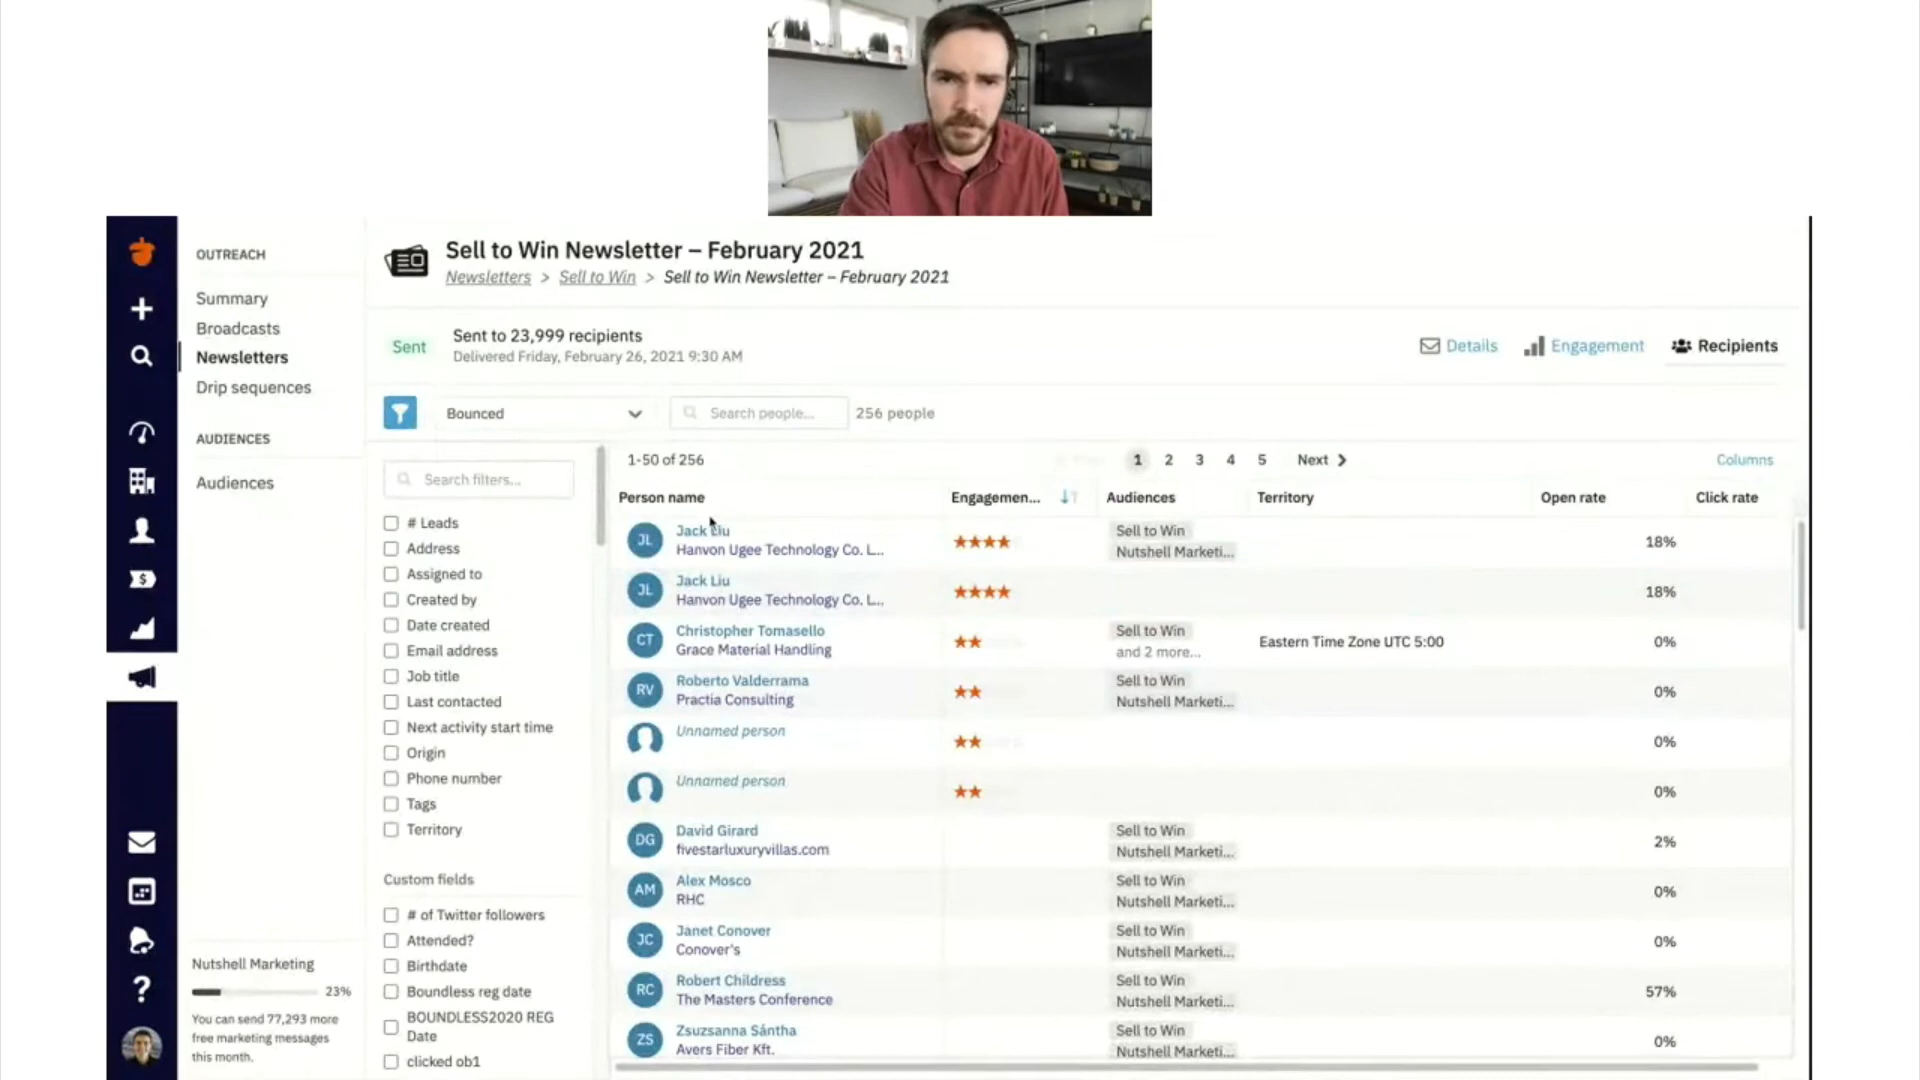 OUTREACH
Summary
Broadcasts
Newsletters
Drip sequences
AUDIENCES
Audiences
Nutshell Marketing
23%
You can send 77,293 more
free marketing messages
this month.
Sell to Win Newsletter – February 2021
Newsletters > Sell to Win > Sell to Win Newsletter – February 2021
Sent
Sent to 23,999 recipients
Delivered Friday, February 26, 2021 9:30 AM
Details
Engagement
Recipients
Bounced
Search people...
256 people
Search filters...
# Leads
Address
Assigned to
Created by
Date created
Email address
Job title
Last contacted
Next activity start time
Origin
Phone number
Tags
Territory
Custom fields
# of Twitter followers
Attended?
Birthdate
Boundless reg date
BOUNDLESS2020 REG
Date
clicked ob1
1-50 of 256
1 2 3 4 5 Next
Columns
Person name Engagemen... Audiences Territory Open rate Click rate
JL
Jack Liu
Hanvon Ugee Technology Co. L...
Sell to Win
Nutshell Marketi...
18%
JL
Jack Liu
Hanvon Ugee Technology Co. L...
18%
CT
Christopher Tomasello
Grace Material Handling
Sell to Win
and 2 more...
Eastern Time Zone UTC 5:00
0%
RV
Roberto Valderrama
Practia Consulting
Sell to Win
Nutshell Marketi...
0%
Unnamed person
0%
Unnamed person
0%
DG
David Girard
fivestarluxuryvillas.com
Sell to Win
Nutshell Marketi...
2%
AM
Alex Mosco
RHC
Sell to Win
Nutshell Marketi...
0%
JC
Janet Conover
Conover's
Sell to Win
Nutshell Marketi...
0%
RC
Robert Childress
The Masters Conference
Sell to Win
Nutshell Marketi...
57%
ZS
Zsuzsanna Sántha
Avers Fiber Kft.
Sell to Win
Nutshell Marketi...
0%